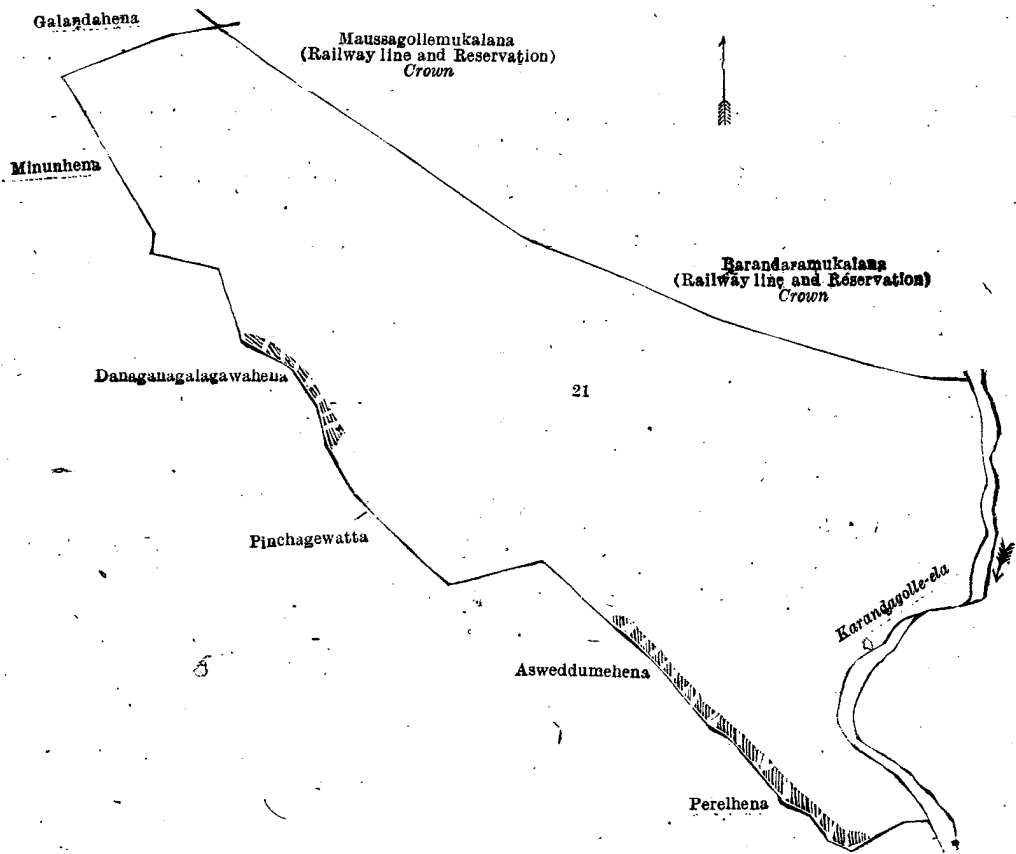 Galandahena
Maussagollemukalana
(Railway line and Reservation)
Crown
Minunhena
Barandaramukalana
(Railway line and Reservation)
Crown
Danaganagalagawahena
21
Pinchagewatta
Karandagolle-ela
Asweddumehena
Perelhena